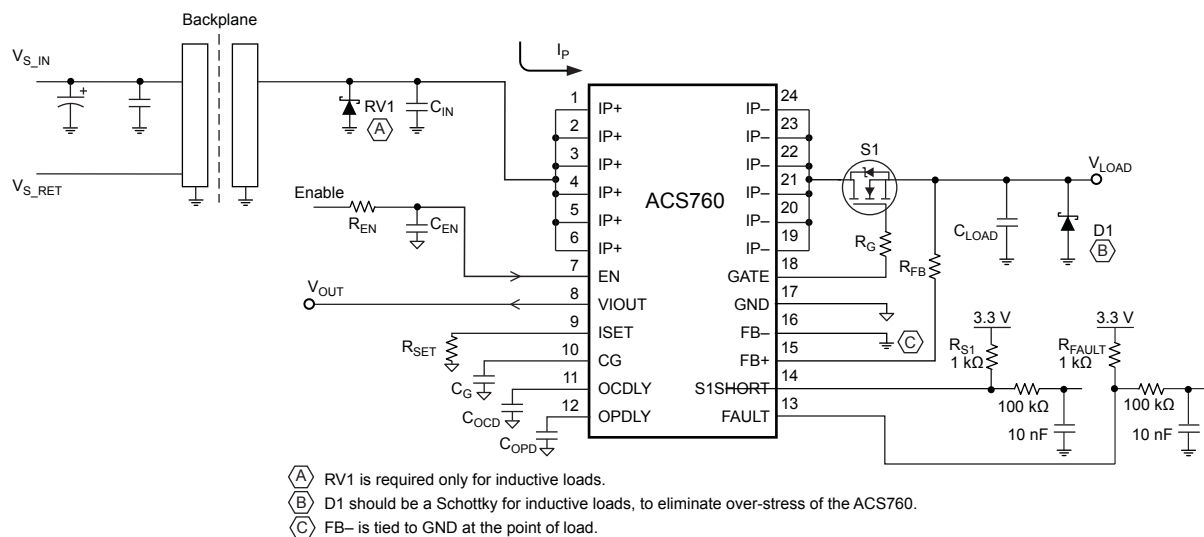 Backplane
V_S_IN
V_S_RET
+
RV1
A
C_IN
I_P
Enable
R_EN
C_EN
V_OUT
R_SET
C_G
C_OCD
C_OPD
ACS760
1 IP+
2 IP+
3 IP+
4 IP+
5 IP+
6 IP+
7 EN
8 VIOUT
9 ISET
10 CG
11 OCDLY
12 OPDLY
24 IP–
23 IP–
22 IP–
21 IP–
20 IP–
19 IP–
18 GATE
17 GND
16 FB–
15 FB+
14 S1SHORT
13 FAULT
S1
R_G
R_FB
C_LOAD
V_LOAD
D1
B
C
3.3 V
R_S1
1 kΩ
100 kΩ
10 nF
3.3 V
R_FAULT
1 kΩ
100 kΩ
10 nF
A RV1 is required only for inductive loads.
B D1 should be a Schottky for inductive loads, to eliminate over-stress of the ACS760.
C FB– is tied to GND at the point of load.